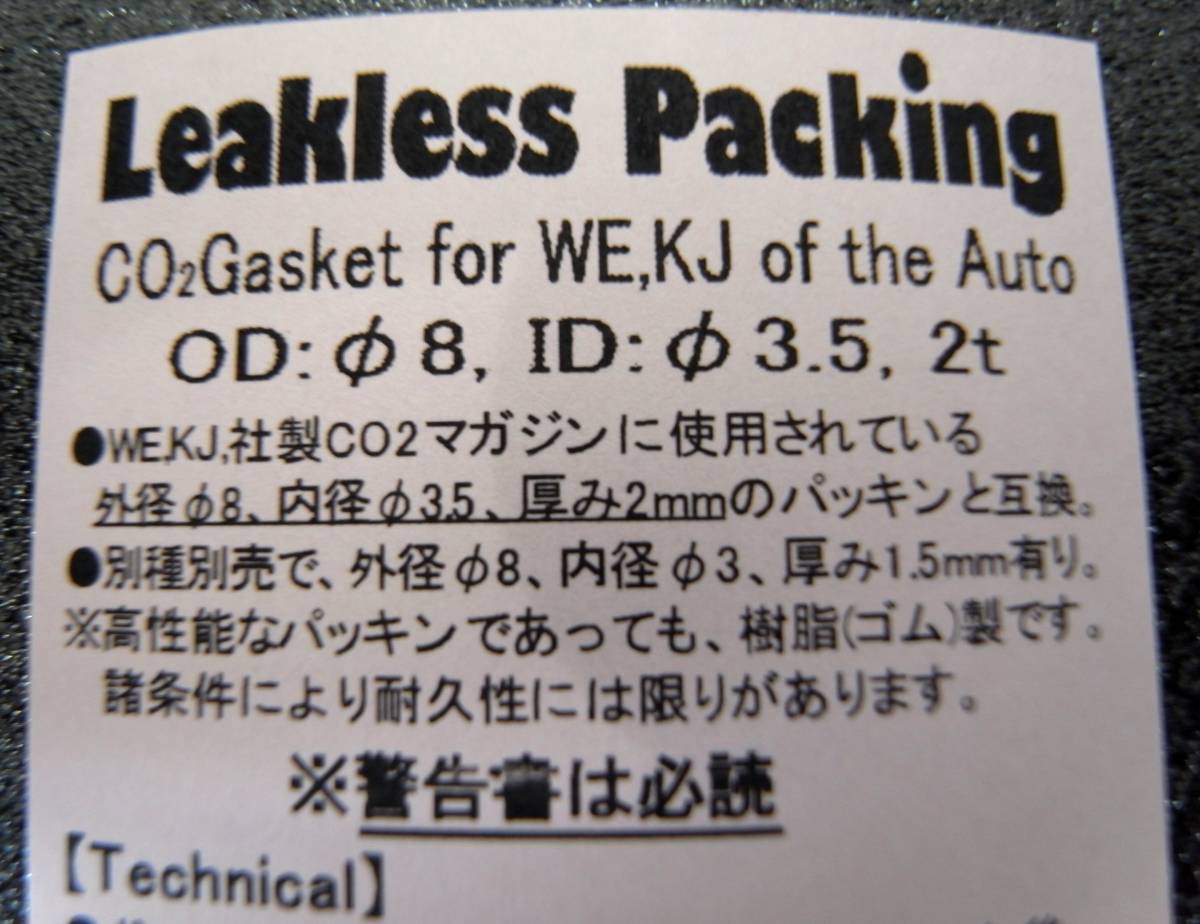 Leakless Packing
CO₂Gasket for WE,KJ of the Auto
OD:φ8, ID:φ3.5, 2t
●WE,KJ,社製CO2マガジンに使用されている
外径φ8、内径φ3.5、厚み2mmのパッキンと互換。
●別種別売で、外径φ8、内径φ3、厚み1.5mm有り。
※高性能なパッキンであっても、樹脂(ゴム)製です。
諸条件により耐久性には限りがあります。
※警告書は必読
【Technical】